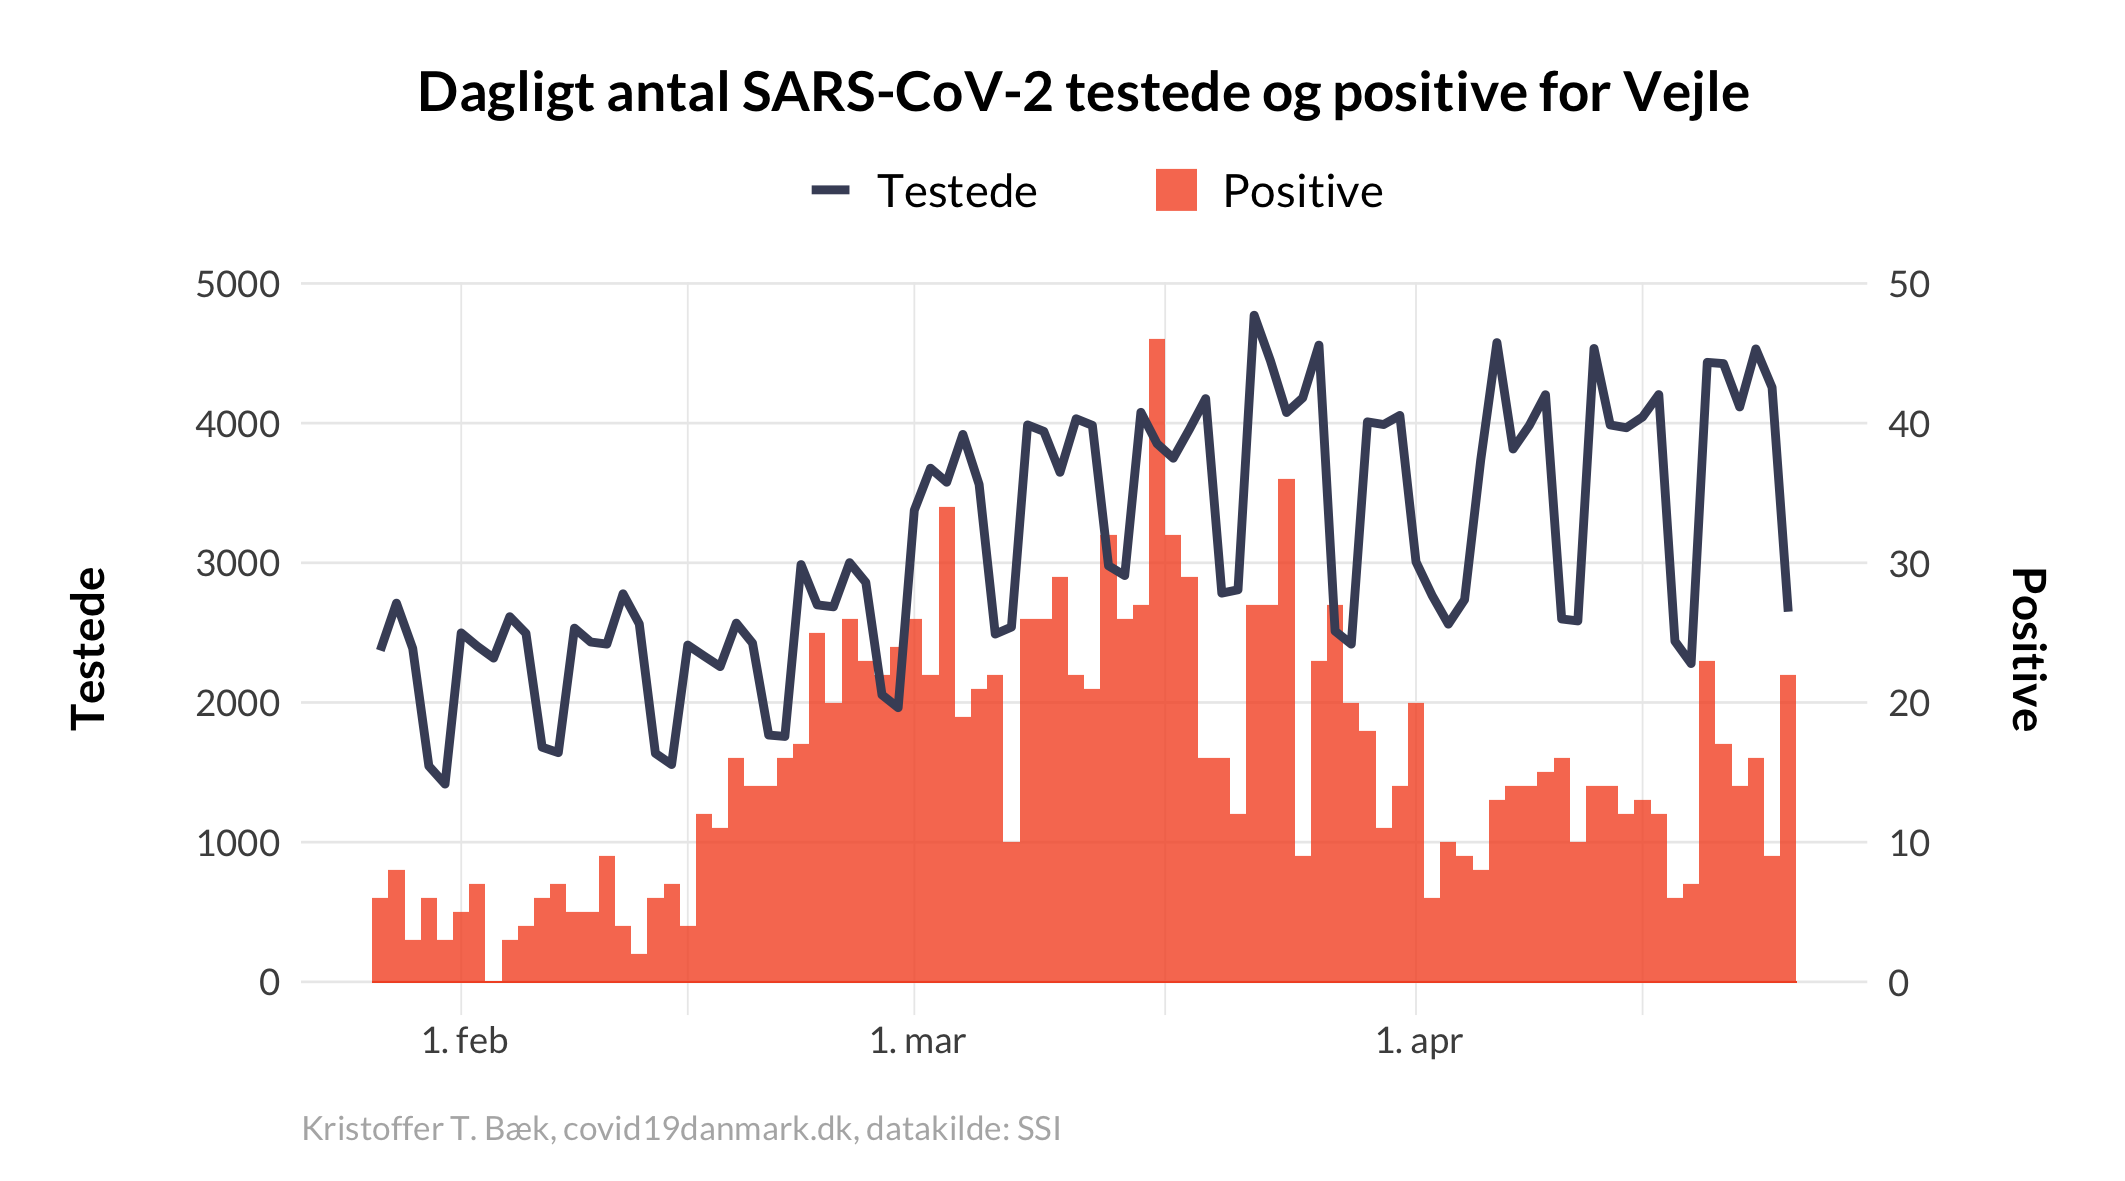 Dagligt antal SARS-CoV-2 testede og positive for Vejle
Testede Positive
5000 50
4000 40
3000 30
2000 20
1000 10
0 0
Testede
Positive
1. feb 1. mar 1. apr
Kristoffer T. Bæk, covid19danmark.dk, datakilde: SSI